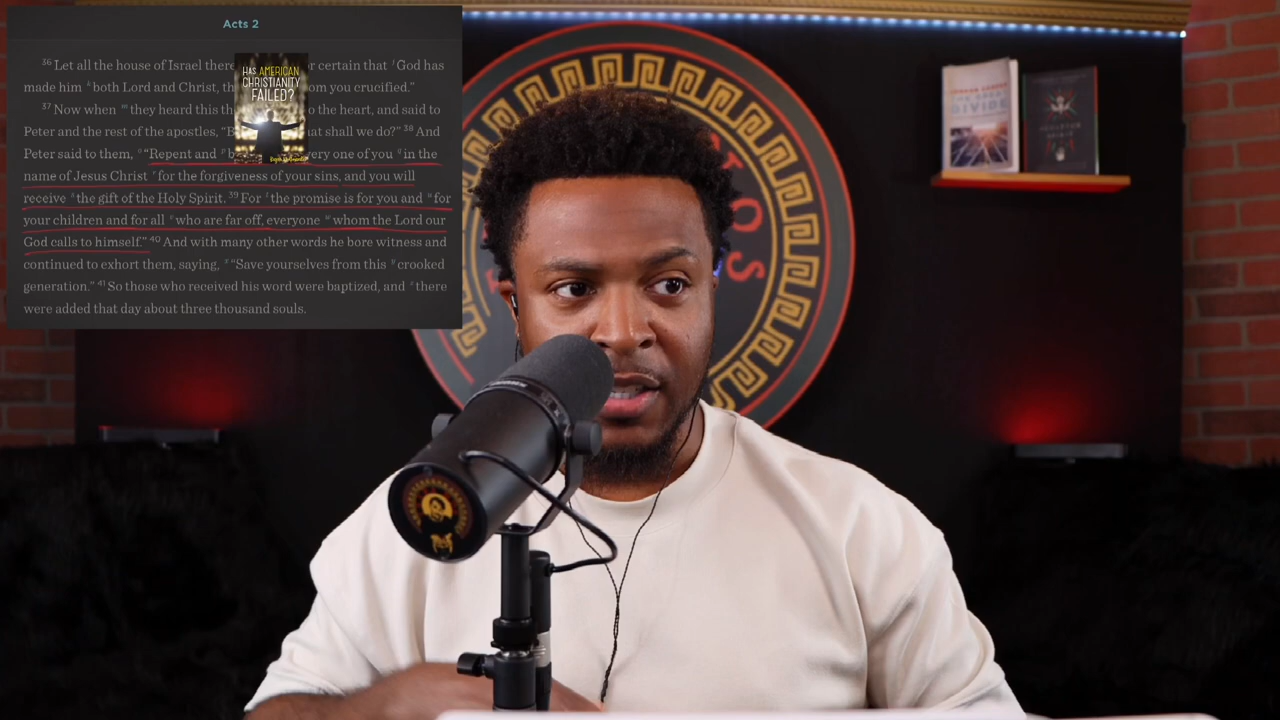 Acts 2
36 Let all the house of Israel there r certain that i God has
made him k both Lord and Christ, th om you crucified."
37 Now when m they heard this th o the heart, and said to
Peter and the rest of the apostles, "B at shall we do?" 38 And
Peter said to them, o "Repent and p b very one of you q in the
name of Jesus Christ r for the forgiveness of your sins, and you will
receive s the gift of the Holy Spirit. 39 For t the promise is for you and u for
your children and for all v who are far off, everyone w whom the Lord our
God calls to himself." 40 And with many other words he bore witness and
continued to exhort them, saying, x "Save yourselves from this y crooked
generation." 41 So those who received his word were baptized, and z there
were added that day about three thousand souls.
HAS AMERICAN
CHRISTIANITY
FAILED?
THE GREAT
DIVIDE